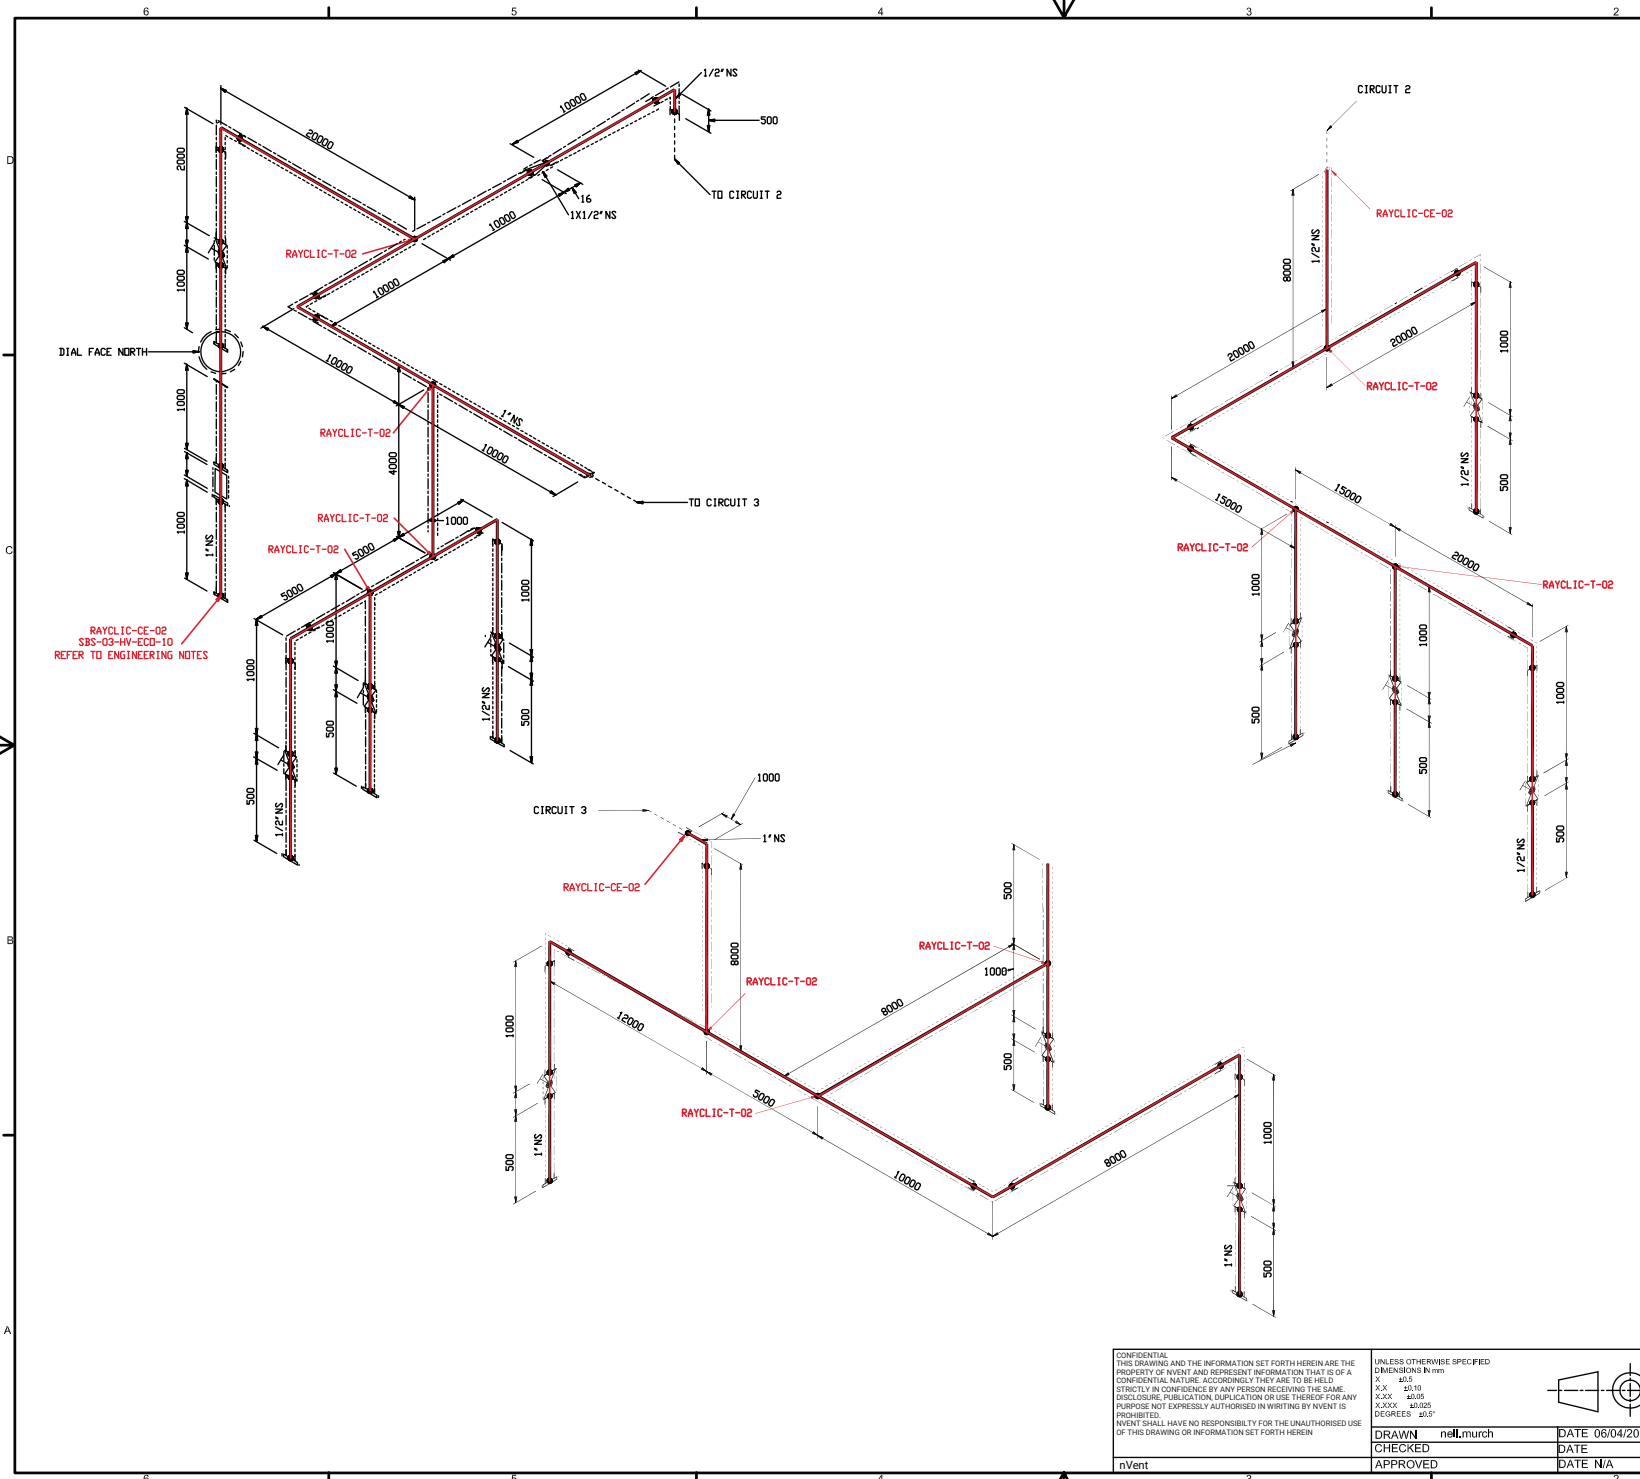 6
5
4
3
2
D
C
B
A
6
5
4
3
2
2000
1000
20000
10000
1/2"NS
500
TO CIRCUIT 2
16
1X1/2"NS
10000
RAYCLIC-T-02
10000
DIAL FACE NORTH
10000
1000
1"NS
RAYCLIC-T-02
4000
10000
TO CIRCUIT 3
1000
1"NS
RAYCLIC-T-02
1000
RAYCLIC-T-02
5000
5000
RAYCLIC-CE-02
SBS-03-HV-ECO-10
REFER TO ENGINEERING NOTES
1000
1000
1000
500
500
500
1/2"NS
1/2"NS
CIRCUIT 2
RAYCLIC-CE-02
1/2"NS
8000
20000
20000
1000
RAYCLIC-T-02
1/2"NS
500
15000
15000
RAYCLIC-T-02
20000
RAYCLIC-T-02
1000
1000
1000
500
500
500
1/2"NS
CIRCUIT 3
1000
1"NS
RAYCLIC-CE-02
8000
500
RAYCLIC-T-02
1000
RAYCLIC-T-02
8000
12000
1000
500
5000
RAYCLIC-T-02
1"NS
500
10000
8000
1000
1"NS
500
CONFIDENTIAL
THIS DRAWING AND THE INFORMATION SET FORTH HEREIN ARE THE
PROPERTY OF NVENT AND REPRESENT INFORMATION THAT IS OF A
CONFIDENTIAL NATURE. ACCORDINGLY THEY ARE TO BE HELD
STRICTLY IN CONFIDENCE BY ANY PERSON RECEIVING THE SAME.
DISCLOSURE, PUBLICATION, DUPLICATION OR USE THEREOF FOR ANY
PURPOSE NOT EXPRESSLY AUTHORISED IN WIRITING BY NVENT IS
PROHIBITED.
NVENT SHALL HAVE NO RESPONSIBILTY FOR THE UNAUTHORISED USE
OF THIS DRAWING OR INFORMATION SET FORTH HEREIN
nVent
UNLESS OTHERWISE SPECIFIED
DIMENSIONS IN mm
X ±0.5
X.X ±0.10
X.XX ±0.05
X.XXX ±0.025
DEGREES ±0.5°
DRAWN nell.murch DATE 06/04/20
CHECKED DATE
APPROVED DATE N/A